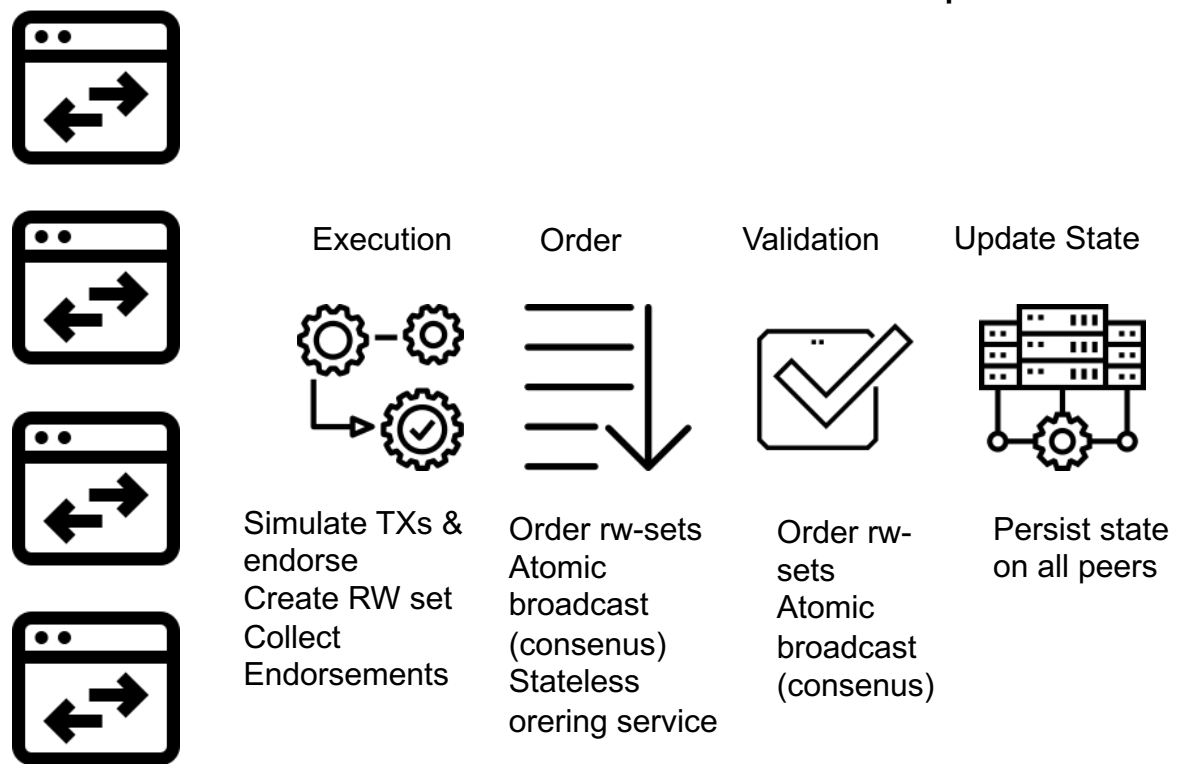 Execution
Order
Validation
Update State
Simulate TXs &
endorse
Create RW set
Collect
Endorsements
Order rw-sets
Atomic
broadcast
(consenus)
Stateless
orering service
Order rw-
sets
Atomic
broadcast
(consenus)
Persist state
on all peers